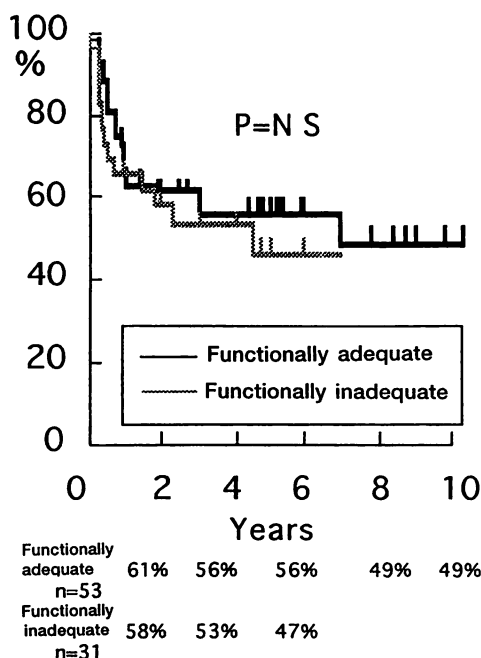 100
%
80
P=N S
60
40
Functionally adequate
Functionally inadequate
20
0
0 2 4 6 8 10
Years
Functionally
adequate 61% 56% 56% 49% 49%
n=53
Functionally
inadequate 58% 53% 47%
n=31